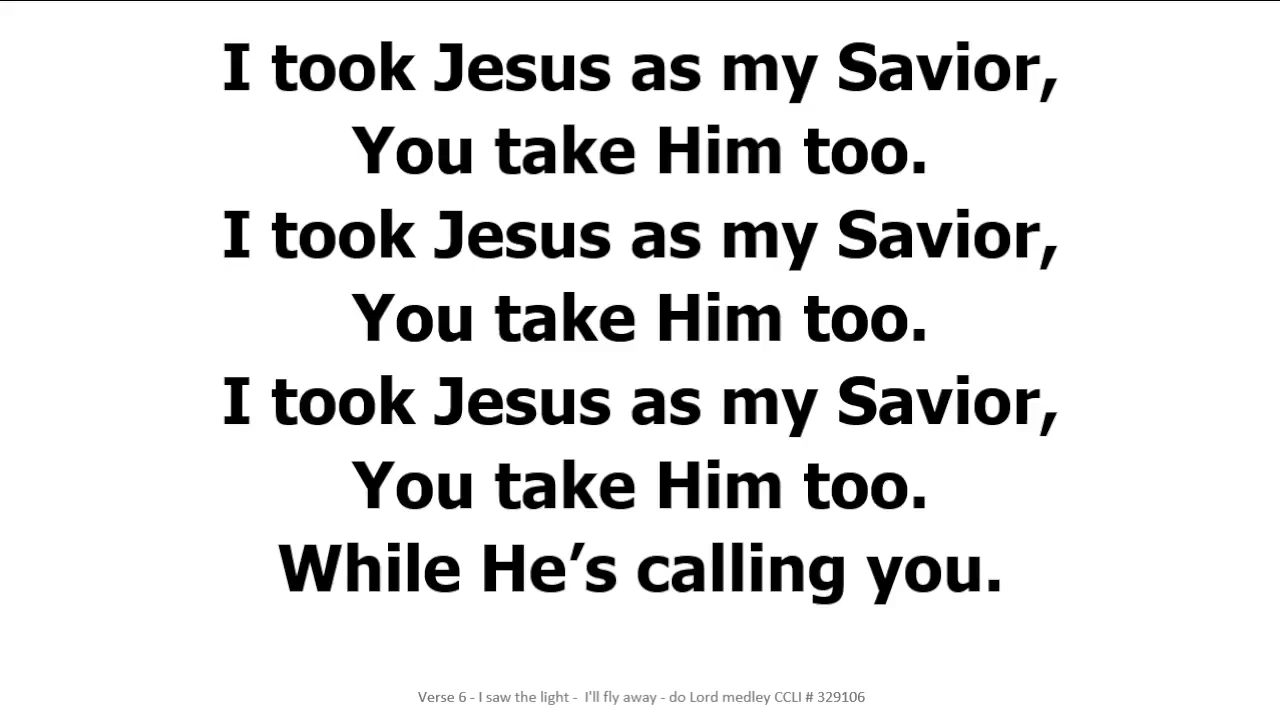 I took Jesus as my Savior,
You take Him too.
I took Jesus as my Savior,
You take Him too.
I took Jesus as my Savior,
You take Him too.
While He’s calling you.
Verse 6 - I saw the light -  I'll fly away - do Lord medley CCLI # 329106